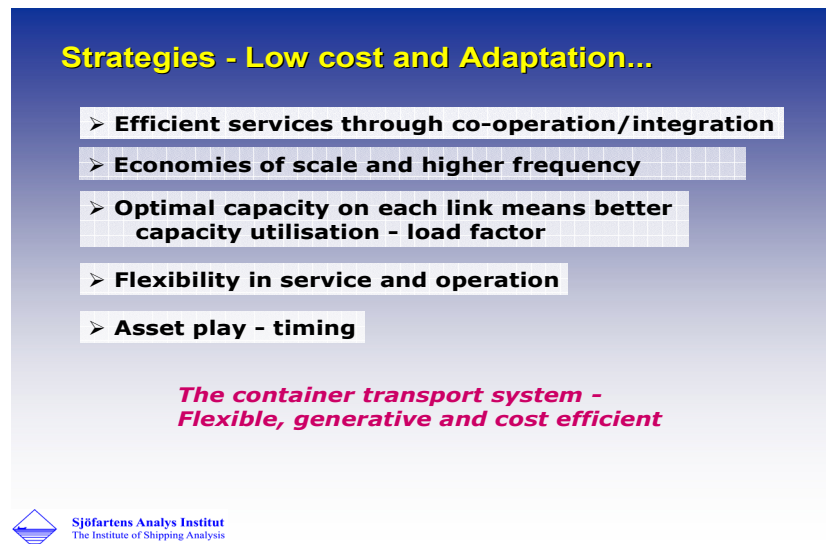 Strategies - Low cost and Adaptation...
➢ Efficient services through co-operation/integration
➢ Economies of scale and higher frequency
➢ Optimal capacity on each link means better
capacity utilisation - load factor
➢ Flexibility in service and operation
➢ Asset play - timing
The container transport system -
Flexible, generative and cost efficient
Sjöfartens Analys Institut
The Institute of Shipping Analysis